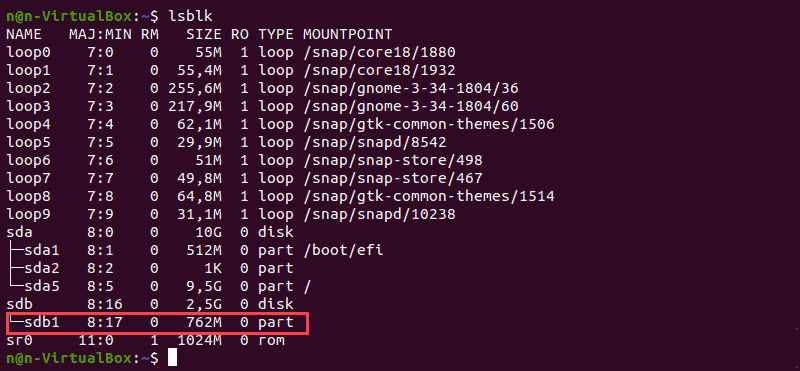 n@n-VirtualBox:~$ lsblk
NAME   MAJ:MIN RM   SIZE RO TYPE MOUNTPOINT
loop0    7:0    0    55M  1 loop /snap/core18/1880
loop1    7:1    0  55,4M  1 loop /snap/core18/1932
loop2    7:2    0 255,6M  1 loop /snap/gnome-3-34-1804/36
loop3    7:3    0 217,9M  1 loop /snap/gnome-3-34-1804/60
loop4    7:4    0  62,1M  1 loop /snap/gtk-common-themes/1506
loop5    7:5    0  29,9M  1 loop /snap/snapd/8542
loop6    7:6    0    51M  1 loop /snap/snap-store/498
loop7    7:7    0  49,8M  1 loop /snap/snap-store/467
loop8    7:8    0  64,8M  1 loop /snap/gtk-common-themes/1514
loop9    7:9    0  31,1M  1 loop /snap/snapd/10238
sda      8:0    0    10G  0 disk
├─sda1   8:1    0   512M  0 part /boot/efi
├─sda2   8:2    0     1K  0 part
└─sda5   8:5    0   9,5G  0 part /
sdb      8:16   0   2,5G  0 disk
└─sdb1   8:17   0   762M  0 part
sr0     11:0    1  1024M  0 rom
n@n-VirtualBox:~$